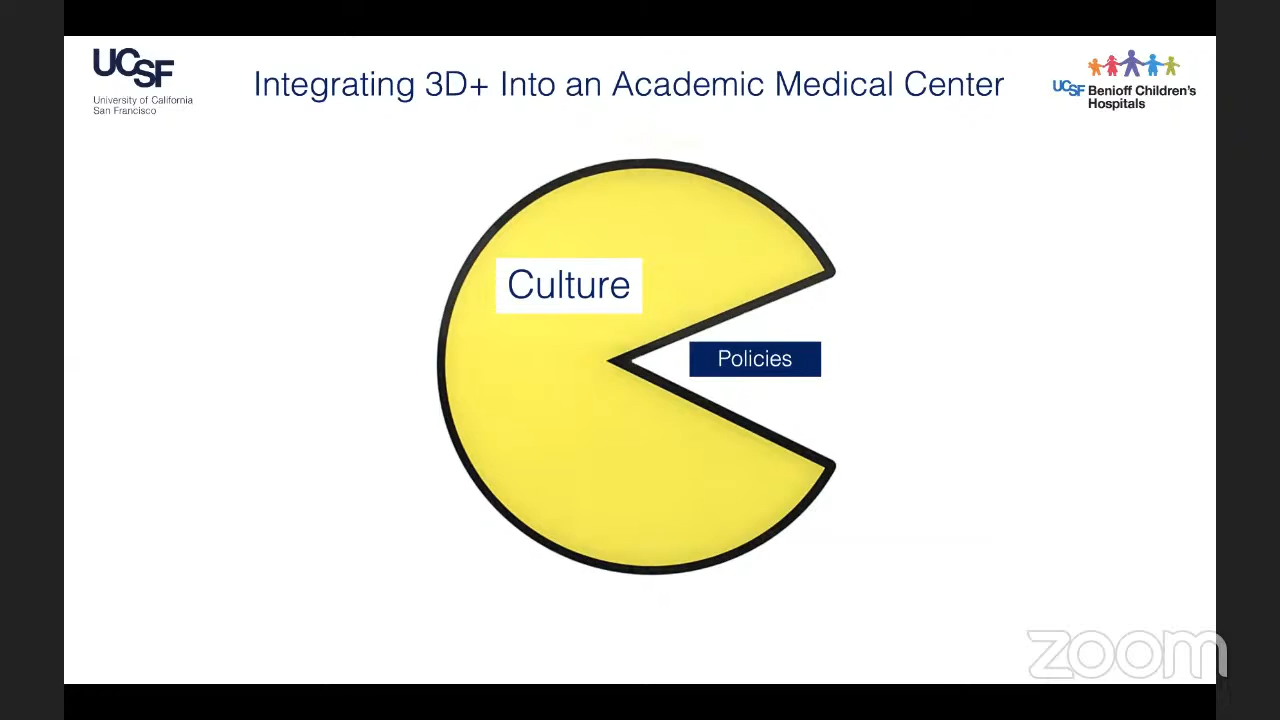 UCSF
University of California
San Francisco
Integrating 3D+ Into an Academic Medical Center
UCSF Benioff Children's
Hospitals
Culture
Policies
zoom